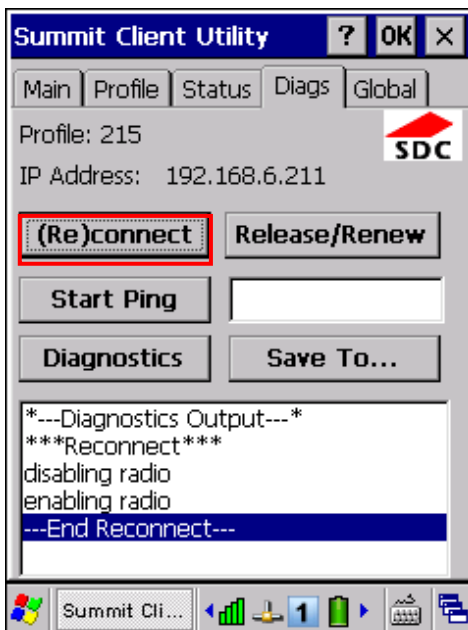 Summit Client Utility ? OK ×
Main Profile Status Diags Global
Profile: 215
SDC
IP Address: 192.168.6.211
(Re)connect Release/Renew
Start Ping
Diagnostics Save To...
*---Diagnostics Output---*
***Reconnect***
disabling radio
enabling radio
---End Reconnect---
Summit Cli... 1